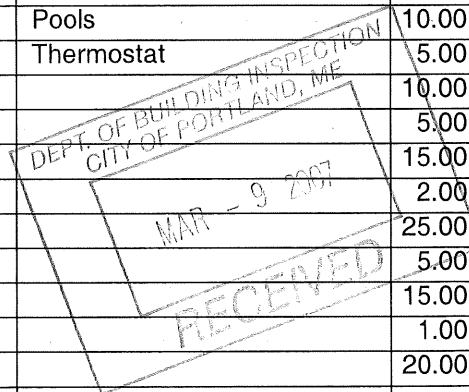 Pools 10.00
Thermostat 5.00
10.00
5.00
15.00
2.00
25.00
5.00
15.00
1.00
20.00
DEPT. OF BUILDING INSPECTION
CITY OF PORTLAND, ME
MAR - 9 2007
RECEIVED